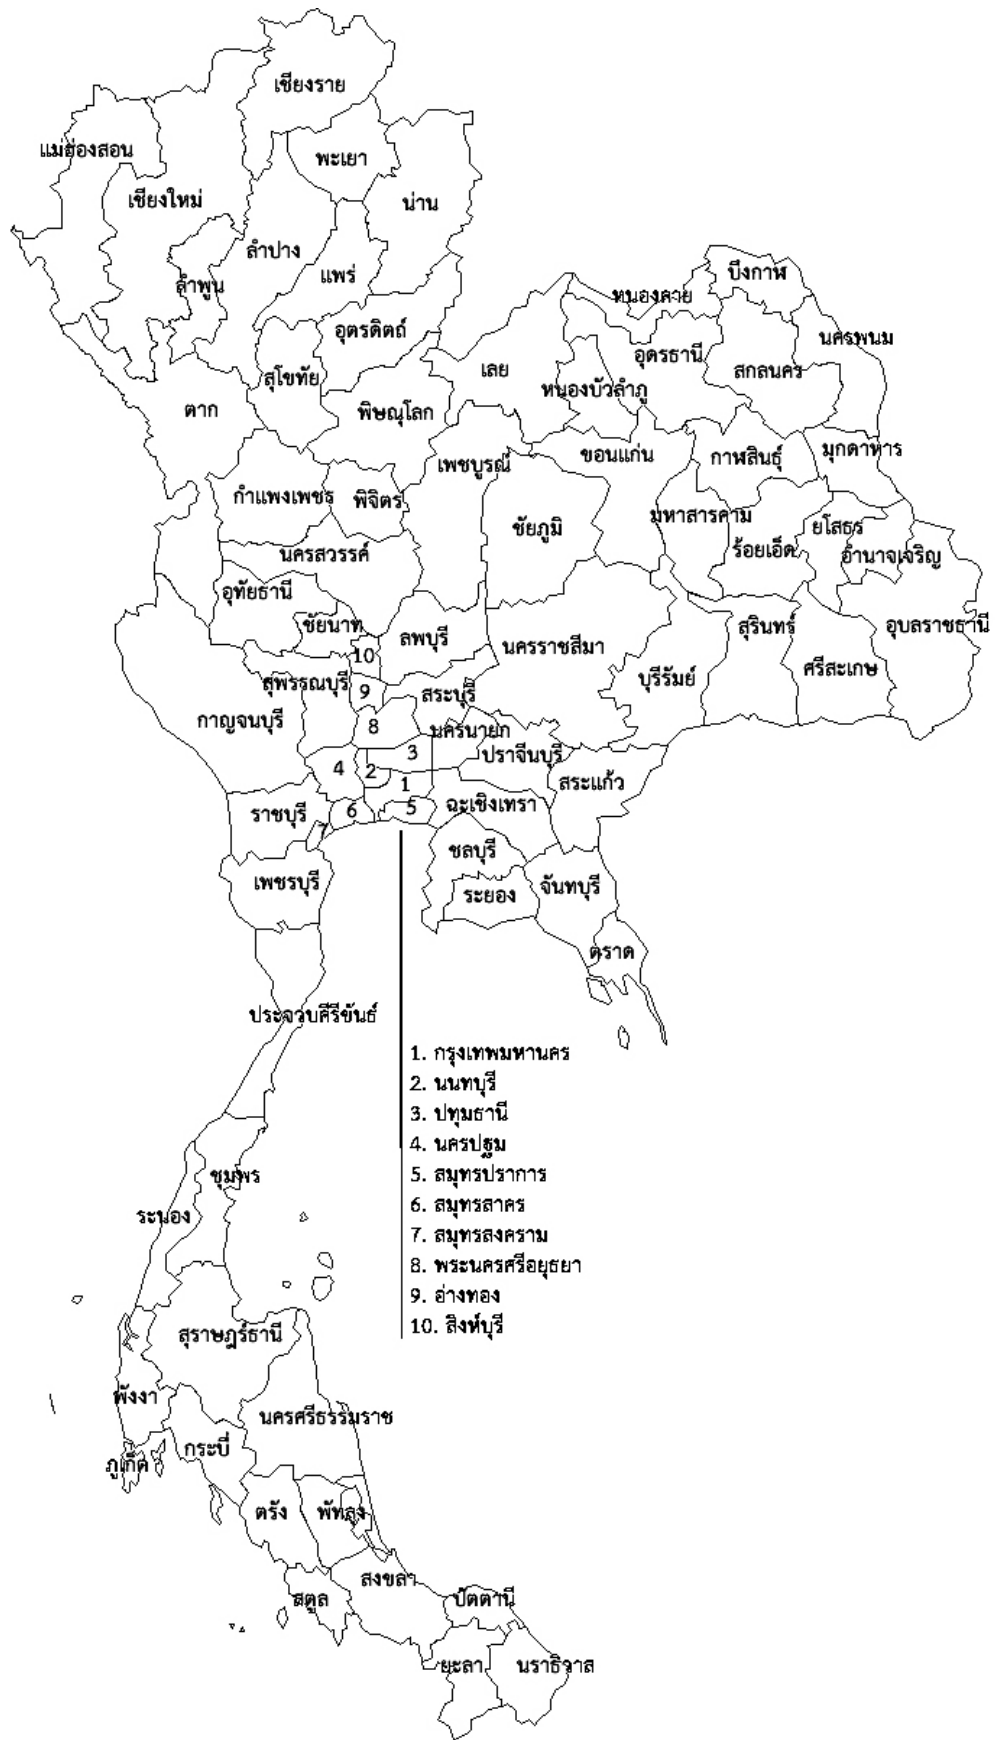 เชียงราย
แม่ฮ่องสอน
พะเยา
เชียงใหม่
น่าน
ลำปาง
แพร่
ลำพูน
บึงกาฬ
หนองคาย
อุตรดิตถ์
นครพนม
อุดรธานี
เลย
สกลนคร
สุโขทัย
หนองบัวลำภู
ตาก
พิษณุโลก
ขอนแก่น
กาฬสินธุ์
มุกดาหาร
เพชบูรณ์
กำแพงเพชร
พิจิตร
มหาสารคาม
ชัยภูมิ
ยโสธร
ร้อยเอ็ด
อำนาจเจริญ
นครสวรรค์
อุทัยธานี
ชัยนาท
ลพบุรี
สุรินทร์
อุบลราชธานี
นครราชสีมา
10
ศรีสะเกษ
บุรีรัมย์
สุพรรณบุรี
9
สระบุรี
กาญจนบุรี
8
นครนายก
3
ปราจีนบุรี
4
2
1
สระแก้ว
ราชบุรี
6
5
ฉะเชิงเทรา
7
ชลบุรี
เพชรบุรี
ระยอง
จันทบุรี
ตราด
ประจวบคีรีขันธ์
1. กรุงเทพมหานคร
2. นนทบุรี
3. ปทุมธานี
4. นครปฐม
5. สมุทรปราการ
6. สมุทรสาคร
7. สมุทรสงคราม
8. พระนครศรีอยุธยา
9. อ่างทอง
10. สิงห์บุรี
ชุมพร
ระนอง
สุราษฎร์ธานี
พังงา
นครศรีธรรมราช
กระบี่
ภูเก็ต
ตรัง
พัทลุง
สงขลา
สตูล
ปัตตานี
ยะลา
นราธิวาส